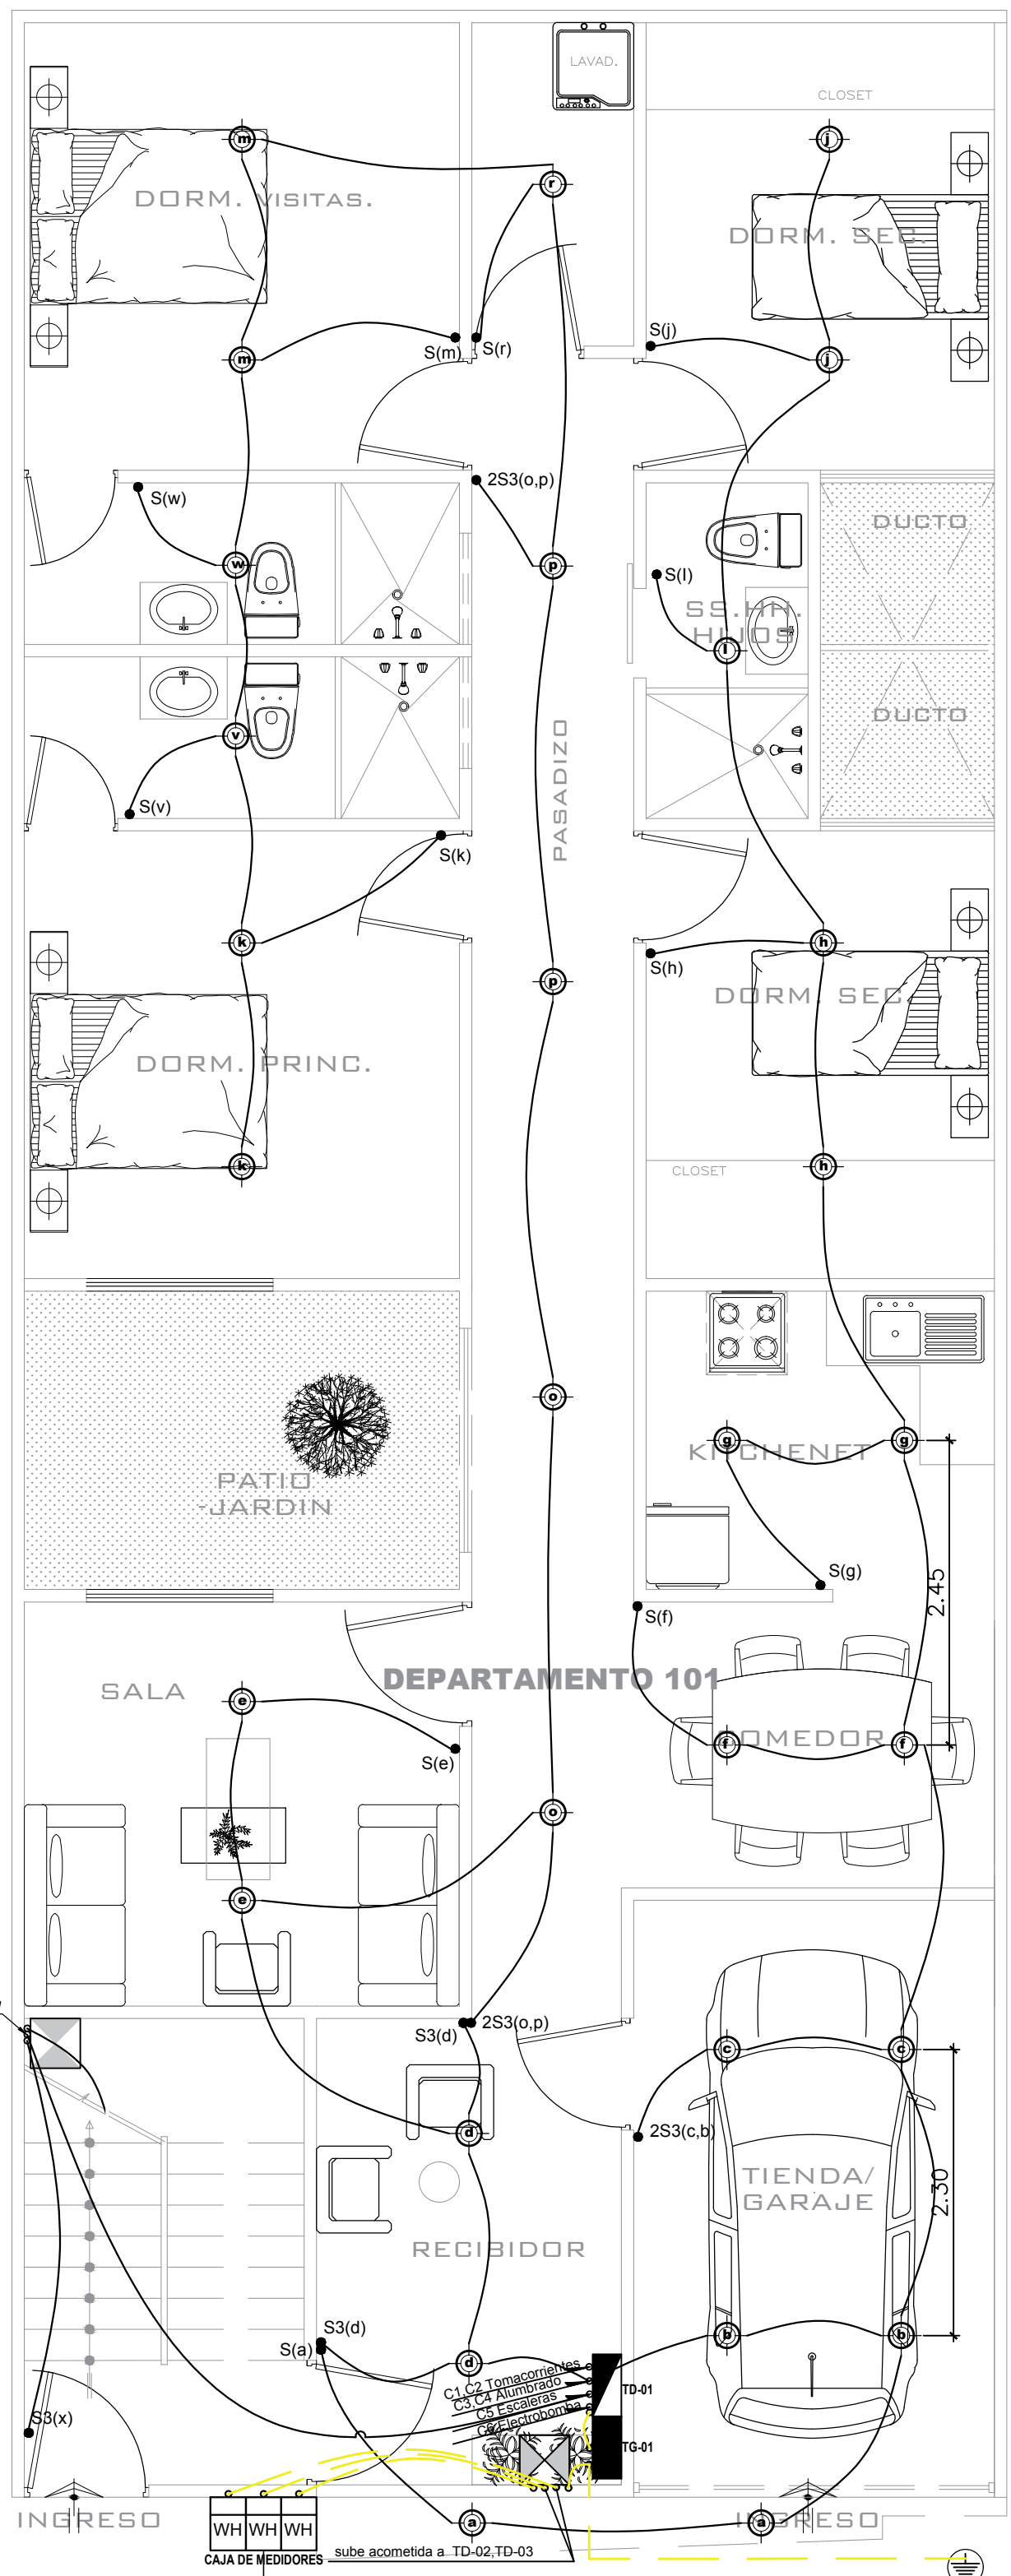 LAVAD.
CLOSET
m
j
r
DORM. VISITAS.
DORM. SEC.
S(m)
S(r)
S(j)
m
j
2S3(o,p)
S(w)
DUCTO
w
p
S(l)
SS.HH.
HIJOS
l
v
DUCTO
PASADIZO
S(v)
S(k)
k
h
S(h)
p
DORM. SEC.
DORM. PRINC.
k
h
CLOSET
o
g
g
KITCHENET
PATIO
-JARDIN
S(g)
2.45
S(f)
DEPARTAMENTO 101
SALA
e
S(e)
COMEDOR
f
f
o
e
S3(d)
2S3(o,p)
c
c
d
2S3(c,b)
TIENDA/
GARAJE
2.30
RECIBIDOR
S3(d)
S(a)
b
b
d
C1,C2 Tomacorrientes
C3,C4 Alumbrado
C5 Escaleras
C6 Electrobomba
TD-01
TG-01
S3(x)
INGRESO
a
a
INGRESO
WH
WH
WH
CAJA DE MEDIDORES
sube acometida a TD-02,TD-03